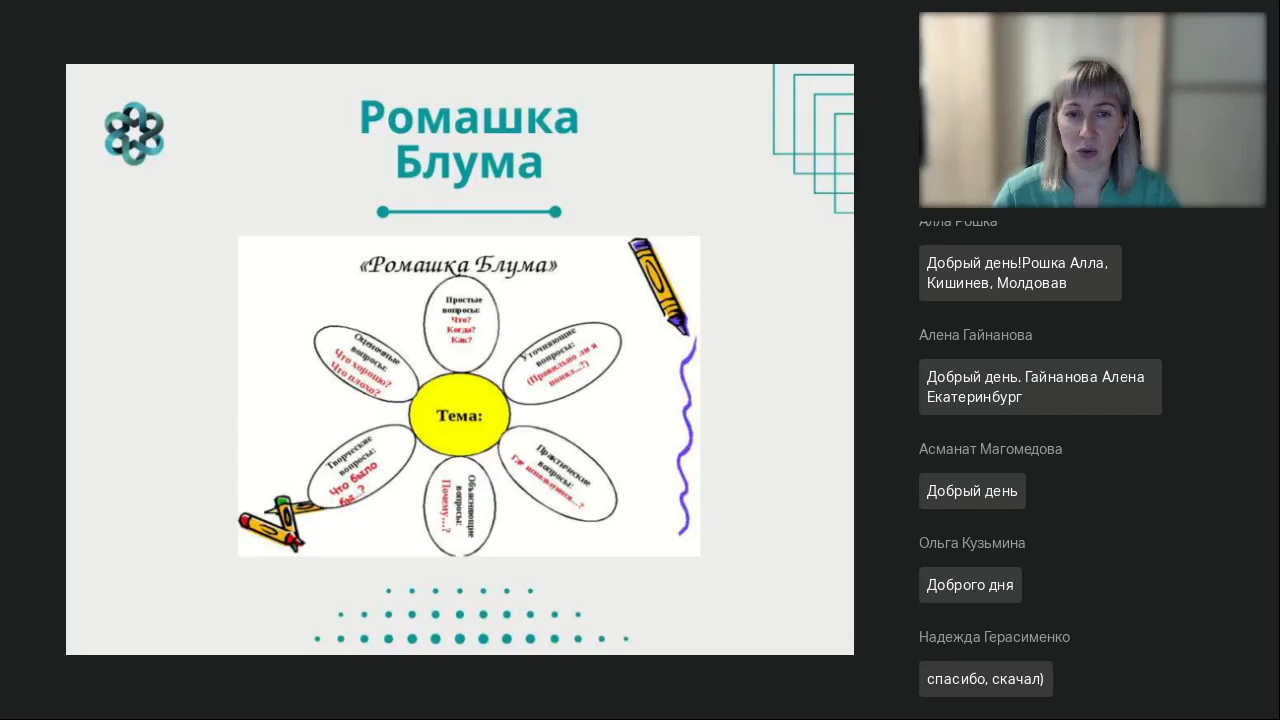 Ромашка
Блума
«Ромашка Блума»
Простые
вопросы:
Что?
Когда?
Как?
Уточняющие
вопросы:
(Правильно ли я
понял...?)
Практические
вопросы:
Где используется...?
Объясняющие
вопросы:
Почему...?
Творческие
вопросы:
Что было
бы...?
Оценочные
вопросы:
Что хорошо?
Что плохо?
Тема:
Алла Рошка
Добрый день!Рошка Алла,
Кишинев, Молдовав
Алена Гайнанова
Добрый день. Гайнанова Алена
Екатеринбург
Асманат Магомедова
Добрый день
Ольга Кузьмина
Доброго дня
Надежда Герасименко
спасибо, скачал)